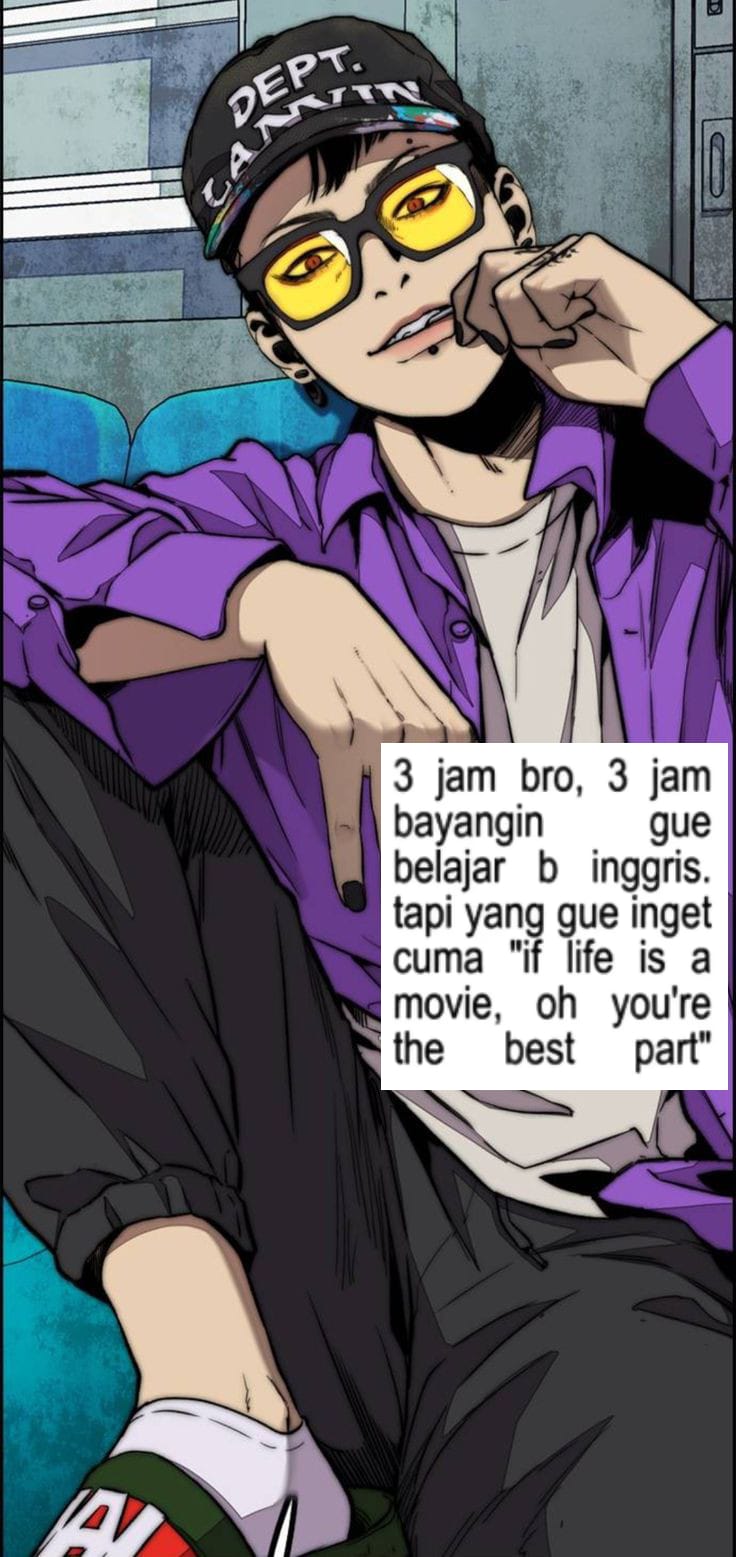 DEPT.
LANVIN
3 jam bro, 3 jam
bayangin gue
belajar b inggris.
tapi yang gue inget
cuma "if life is a
movie, oh you're
the best part"